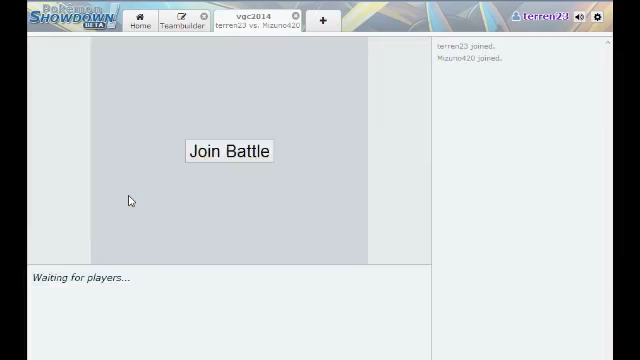 Pokémon
SHOWDOWN
BETA
Home
Teambuilder
vgc2014
terren23 vs. Mizuno420
+
terren23
terren23 joined.
Mizuno420 joined.
Join Battle
Waiting for players...